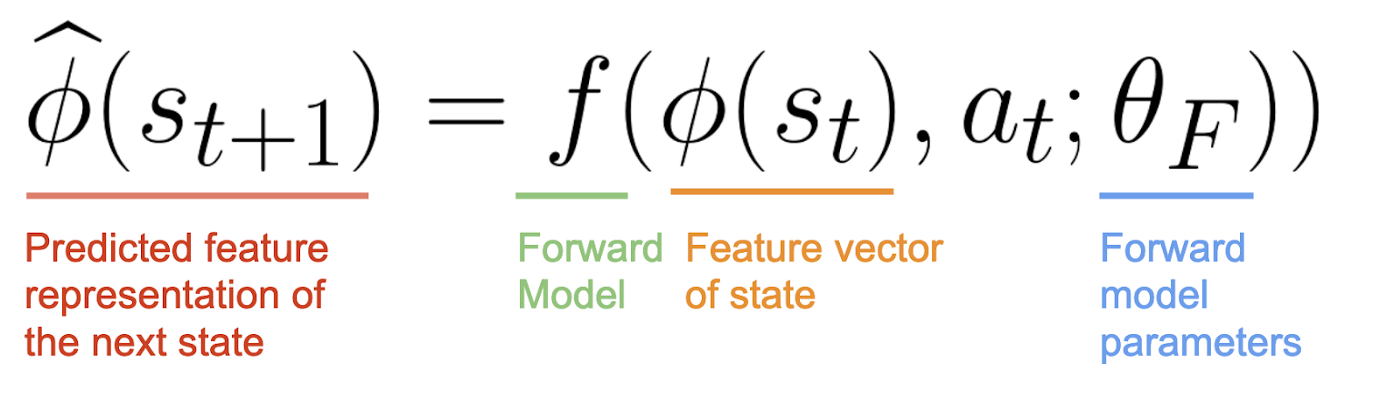 $\widehat{\phi}(s_{t+1}) = f(\phi(s_t), a_t; \theta_F))$
Predicted feature
representation of
the next state
Forward
Model
Feature vector
of state
Forward
model
parameters